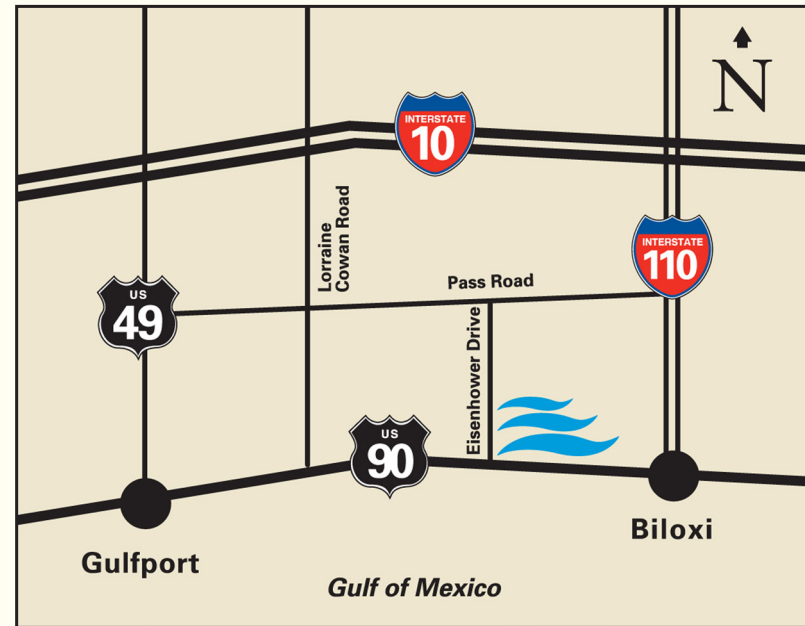 N
INTERSTATE
10
Lorraine
Cowan Road
INTERSTATE
110
Pass Road
US
49
Eisenhower Drive
US
90
Biloxi
Gulfport
Gulf of Mexico